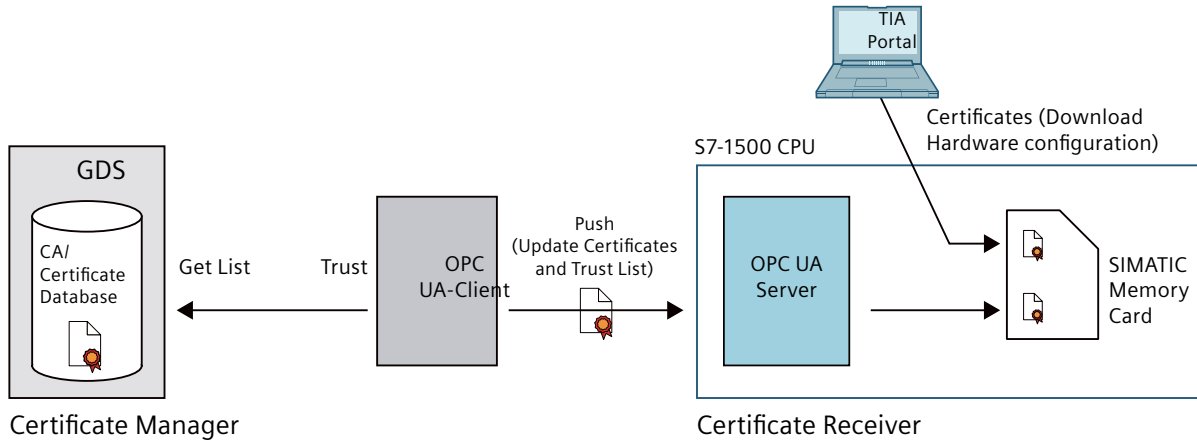 TIA
Portal
Certificates (Download
Hardware configuration)
S7-1500 CPU
GDS
CA/
Certificate
Database
Get List
Trust
OPC
UA-Client
Push
(Update Certificates
and Trust List)
OPC UA
Server
SIMATIC
Memory
Card
Certificate Manager
Certificate Receiver